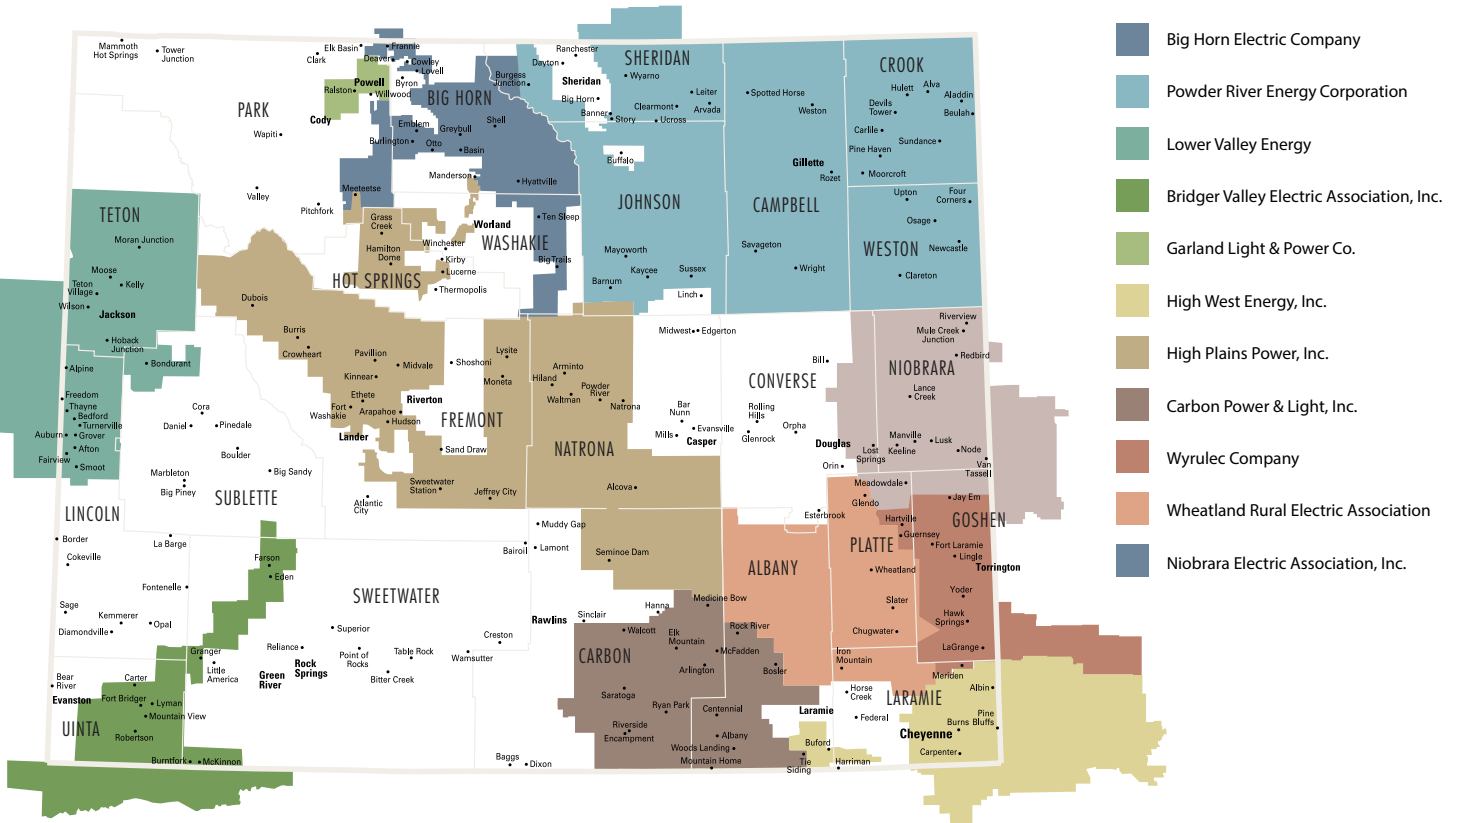 Mammoth
Hot Springs
Tower
Junction
Elk Basin
Clark
Frannie
Deaver
Cowley
Lovell
Byron
Powell
Ralston
Willwood
Cody
PARK
Wapiti
Valley
Pitchfork
Meeteetse
BIG HORN
Emblem
Burlington
Otto
Greybull
Basin
Shell
Manderson
Hyattville
Burgess
Junction
Ranchester
Dayton
Sheridan
Big Horn
Banner
Story
SHERIDAN
Wyarno
Leiter
Clearmont
Arvada
Ucross
Buffalo
JOHNSON
Mayoworth
Kaycee
Sussex
Barnum
Linch
Spotted Horse
Weston
Gillette
Rozet
CAMPBELL
Savageton
Wright
CROOK
Hulett
Alva
Aladdin
Devils
Tower
Beulah
Carlile
Sundance
Pine Haven
Moorcroft
Upton
Four
Corners
Osage
WESTON
Newcastle
Clareton
TETON
Moran Junction
Moose
Teton
Village
Kelly
Wilson
Jackson
Hoback
Junction
Bondurant
Alpine
Freedom
Thayne
Bedford
Turnerville
Auburn
Grover
Afton
Fairview
Smoot
LINCOLN
Border
Cokeville
Sage
Kemmerer
Diamondville
Opal
Fontenelle
La Barge
Cora
Daniel
Pinedale
Boulder
Marbleton
Big Piney
Big Sandy
SUBLETTE
Grass
Creek
Hamilton
Dome
HOT SPRINGS
Winchester
Kirby
Lucerne
Thermopolis
Worland
WASHAKIE
Ten Sleep
Big Trails
Dubois
Burris
Crowheart
Pavillion
Midvale
Kinnear
Ethete
Fort
Washakie
Arapahoe
Riverton
Hudson
Lander
Shoshoni
FREMONT
Sand Draw
Lysite
Moneta
Sweetwater
Station
Jeffrey City
Atlantic
City
Arminto
Hiland
Waltman
Powder
River
Natrona
NATRONA
Alcova
Midwest
Edgerton
Bar
Nunn
Evansville
Mills
Casper
CONVERSE
Bill
Rolling
Hills
Glenrock
Orpha
Douglas
Orin
Esterbrook
Lost
Springs
NIOBRARA
Riverview
Mule Creek
Junction
Redbird
Lance
Creek
Manville
Keeline
Lusk
Node
Van
Tassell
Meadowdale
Glendo
Jay Em
Hartville
Guernsey
GOSHEN
Fort Laramie
Lingle
Torrington
Yoder
Hawk
Springs
LaGrange
PLATTE
Wheatland
Slater
Chugwater
ALBANY
Rock River
McFadden
Bosler
Iron
Mountain
Laramie
Centennial
Albany
Woods Landing
Mountain Home
Buford
Tie
Siding
Harriman
Horse
Creek
Federal
LARAMIE
Meriden
Albin
Pine
Bluffs
Burns
Cheyenne
Carpenter
Muddy Gap
Bairoil
Lamont
Seminoe Dam
Medicine Bow
Hanna
Sinclair
Rawlins
Walcott
Elk
Mountain
Arlington
CARBON
Saratoga
Ryan Park
Riverside
Encampment
Baggs
Dixon
SWEETWATER
Farson
Eden
Superior
Reliance
Point of
Rocks
Table Rock
Bitter Creek
Creston
Wamsutter
Rock
Springs
Green
River
Granger
Little
America
Bear
River
Evanston
UINTA
Carter
Fort Bridger
Lyman
Mountain View
Robertson
Burntfork
McKinnon
Big Horn Electric Company
Powder River Energy Corporation
Lower Valley Energy
Bridger Valley Electric Association, Inc.
Garland Light & Power Co.
High West Energy, Inc.
High Plains Power, Inc.
Carbon Power & Light, Inc.
Wyrulec Company
Wheatland Rural Electric Association
Niobrara Electric Association, Inc.